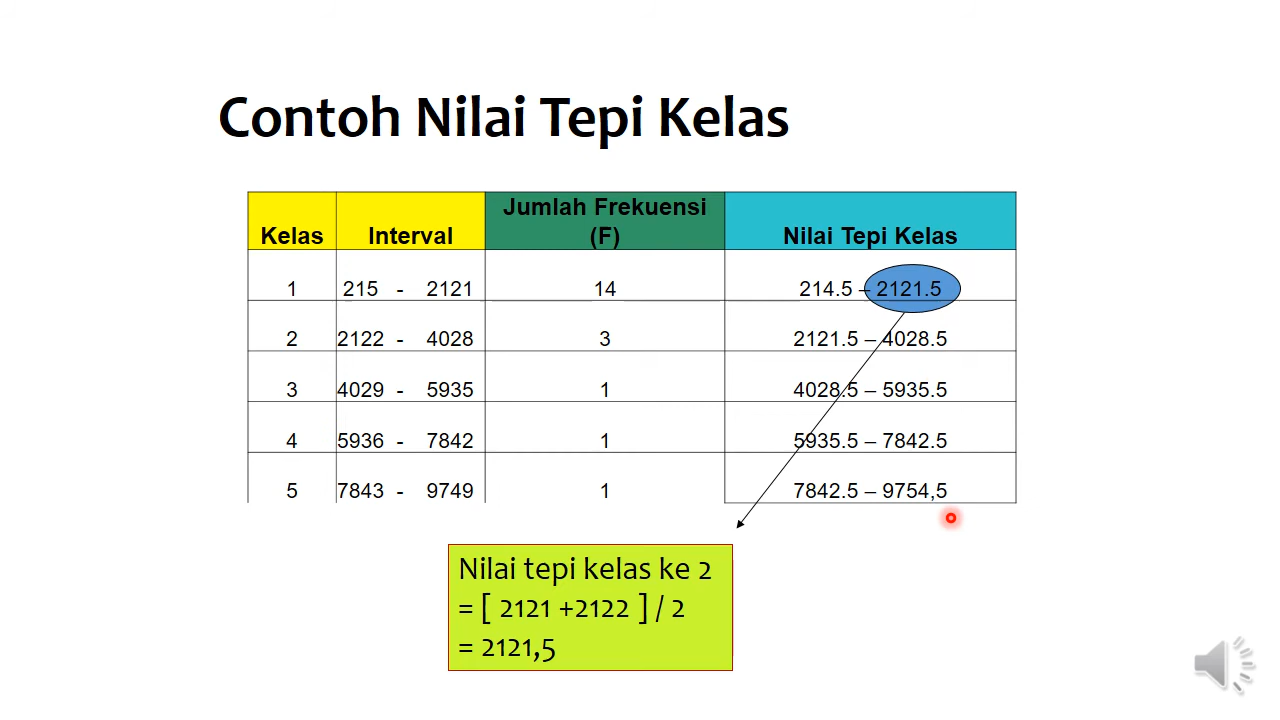 Contoh Nilai Tepi Kelas
Kelas Interval Jumlah Frekuensi (F) Nilai Tepi Kelas
1 215 - 2121 14 214.5 – 2121.5
2 2122 - 4028 3 2121.5 – 4028.5
3 4029 - 5935 1 4028.5 – 5935.5
4 5936 - 7842 1 5935.5 – 7842.5
5 7843 - 9749 1 7842.5 – 9754,5
Nilai tepi kelas ke 2
= [ 2121 +2122 ] / 2
= 2121,5